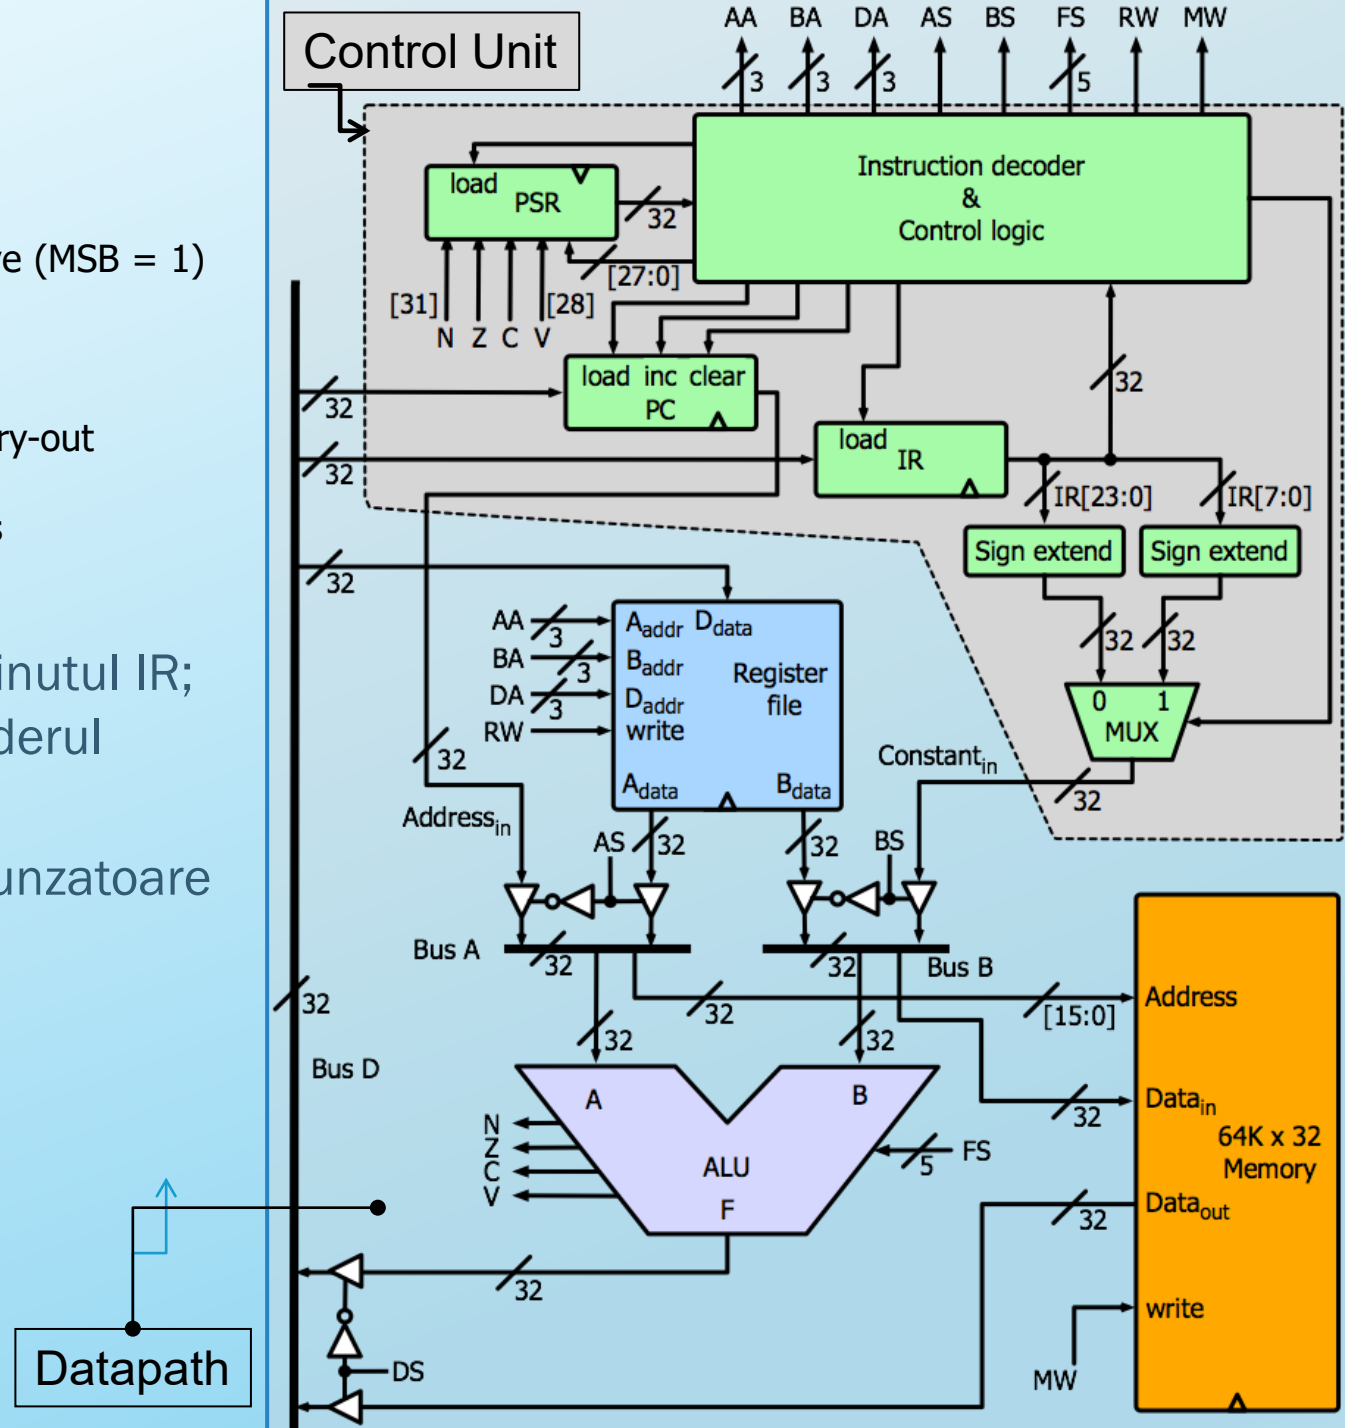 Control Unit
AA BA DA AS BS FS RW MW
3 3 3 5
Instruction decoder
&
Control logic
load
PSR
32
[27:0]
[31] [28]
N Z C V
load inc clear
PC
32
32
load
IR
32
IR[23:0] IR[7:0]
Sign extend Sign extend
32 32
0 1
MUX
Constantin
32
ve (MSB = 1)
ry-out
s
inutul IR;
derul
unzatoare
32
AA 3
BA 3
DA 3
RW
Aaddr Ddata
Baddr
Daddr
write
Register
file
Adata Bdata
32
Addressin
AS 32
32 BS
Bus A 32
32 Bus B
32
[15:0]
32 32
32
Bus D
A B
N
Z
C
V
ALU
F
5 FS
32
32
32
32
DS
Address
Datain
64K x 32
Memory
Dataout
write
MW
Datapath